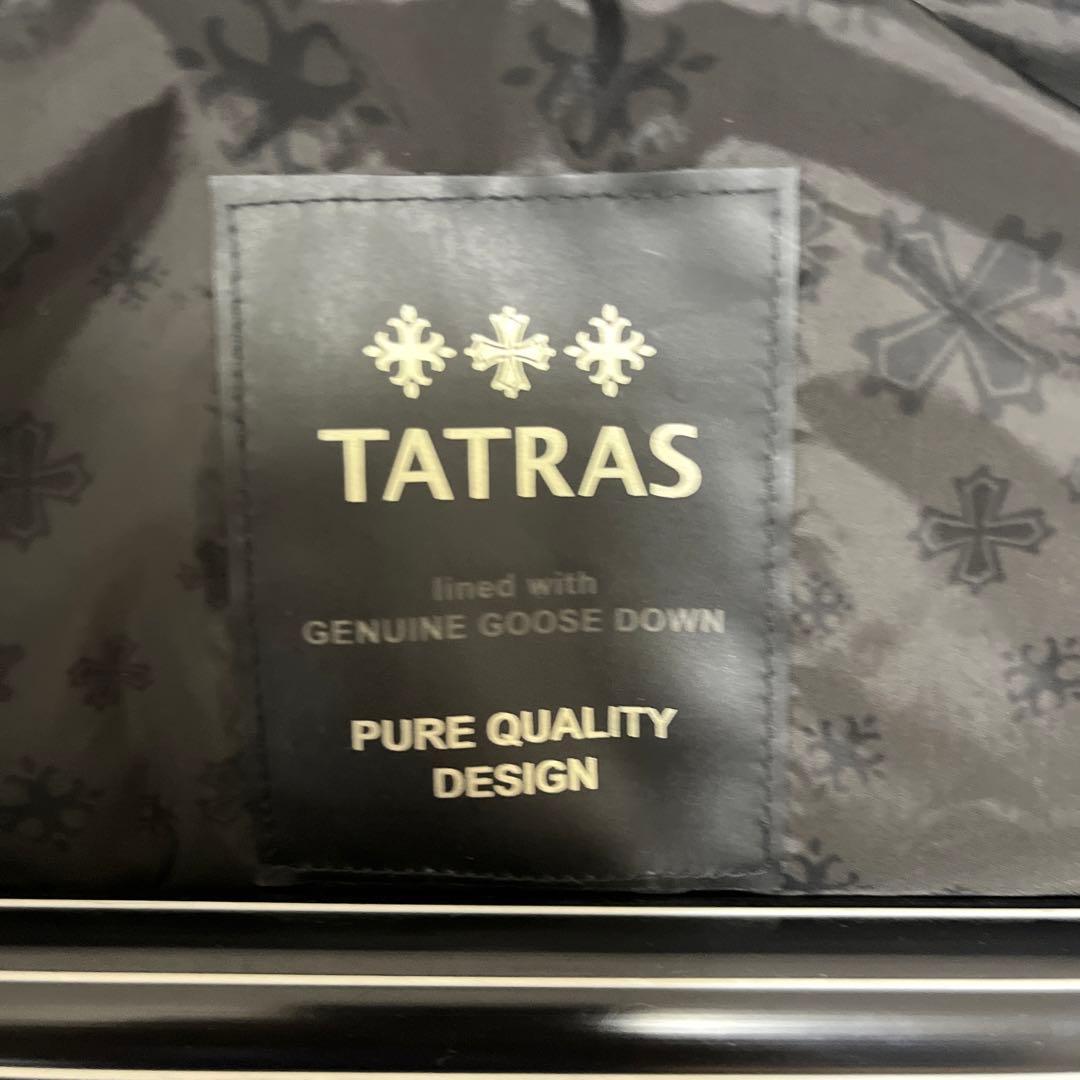 TATRAS
lined with
GENUINE GOOSE DOWN
PURE QUALITY
DESIGN